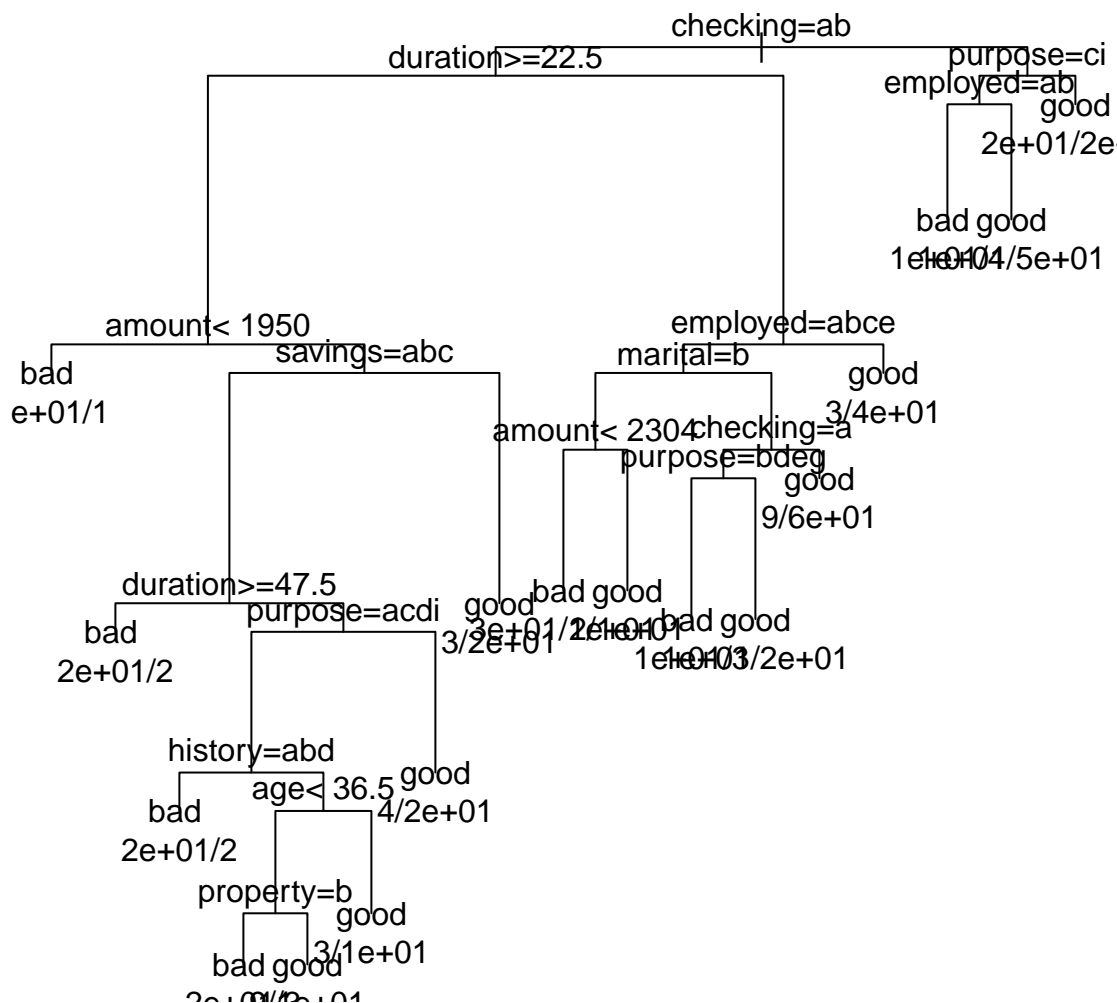 checking=ab
duration>=22.5
purpose=ci
employed=ab
good
bad good
amount< 1950
employed=abce
savings=abc
marital=b
bad
good
e+01/1
3/4e+01
amount< 2304
checking=a
purpose=bdeg
good
9/6e+01
duration>=47.5
bad good
purpose=acdi
good
bad
bad good
3/2e+01
2e+01/2
history=abd
good
age< 36.5
bad
4/2e+01
2e+01/2
property=b
good
3/1e+01
bad good